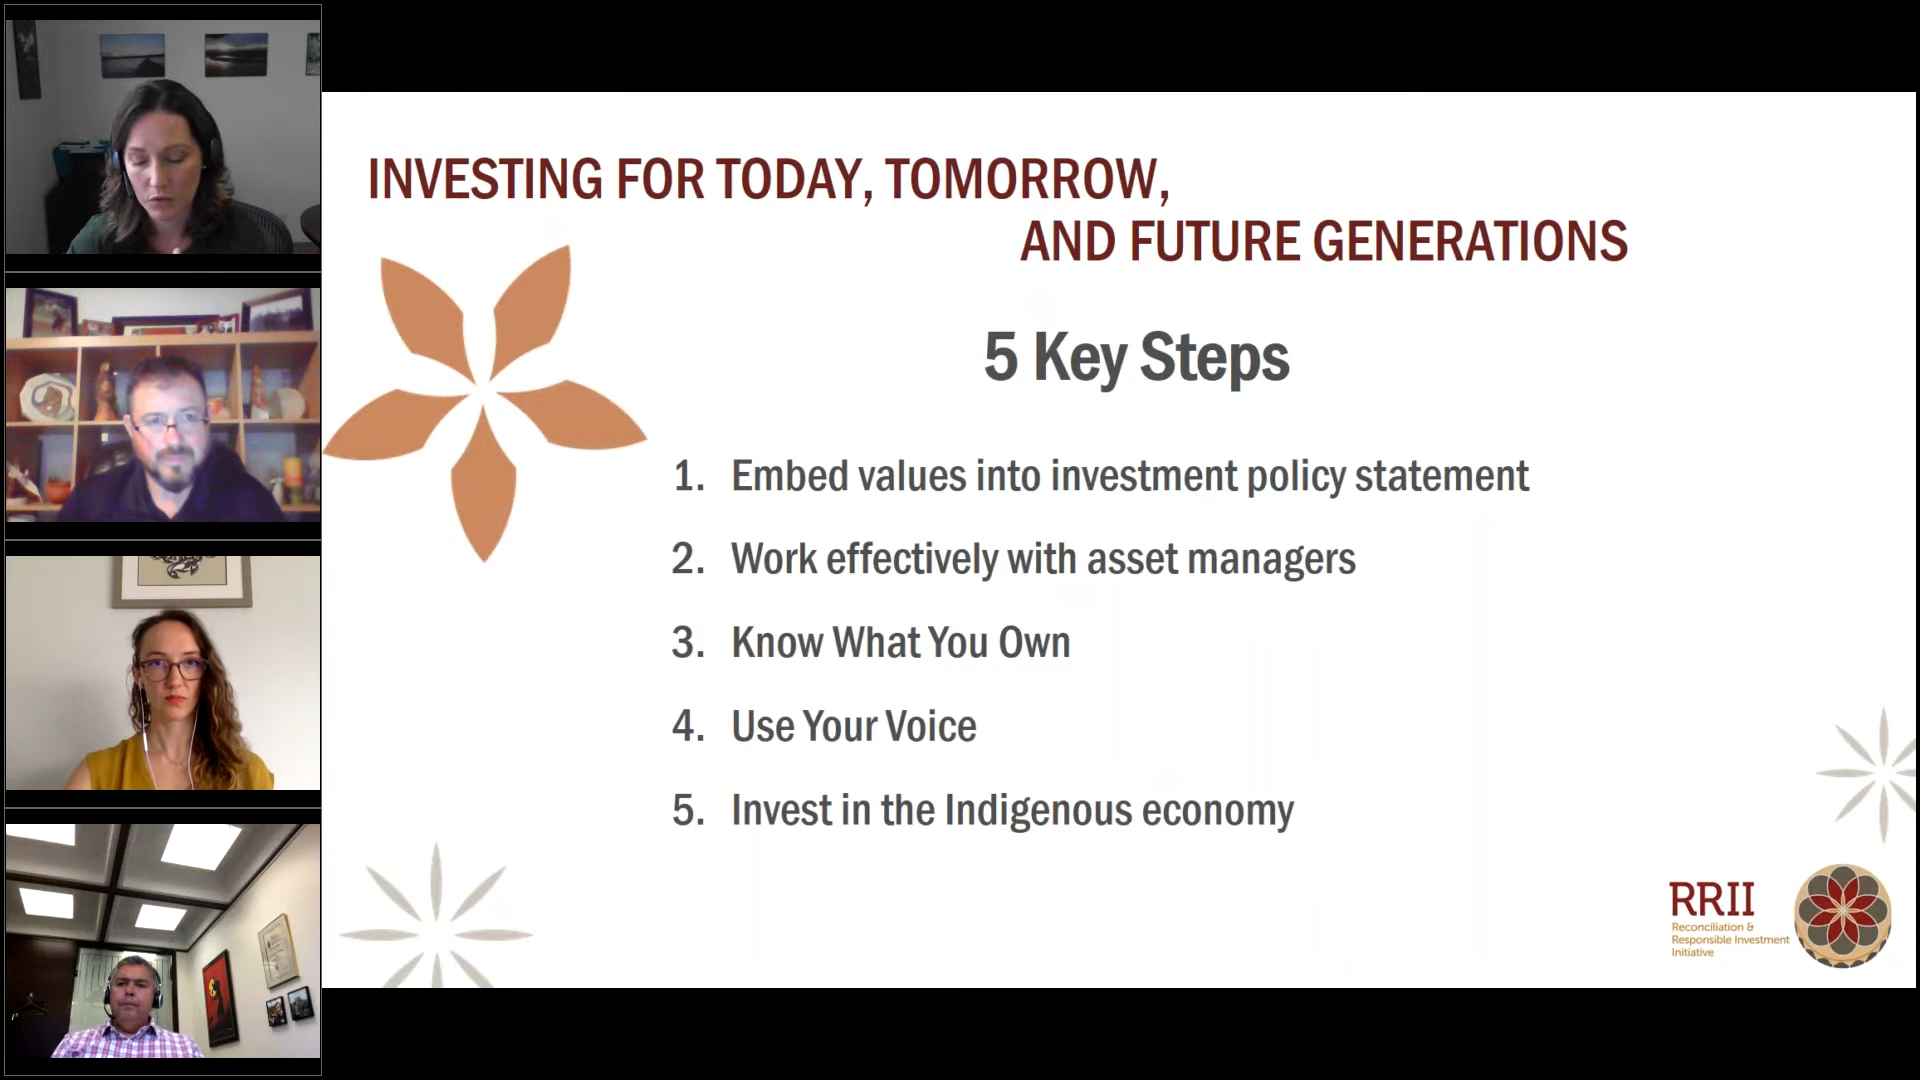 INVESTING FOR TODAY, TOMORROW,
AND FUTURE GENERATIONS
5 Key Steps
1. Embed values into investment policy statement
2. Work effectively with asset managers
3. Know What You Own
4. Use Your Voice
5. Invest in the Indigenous economy
RRII
Reconciliation &
Responsible Investment
Initiative